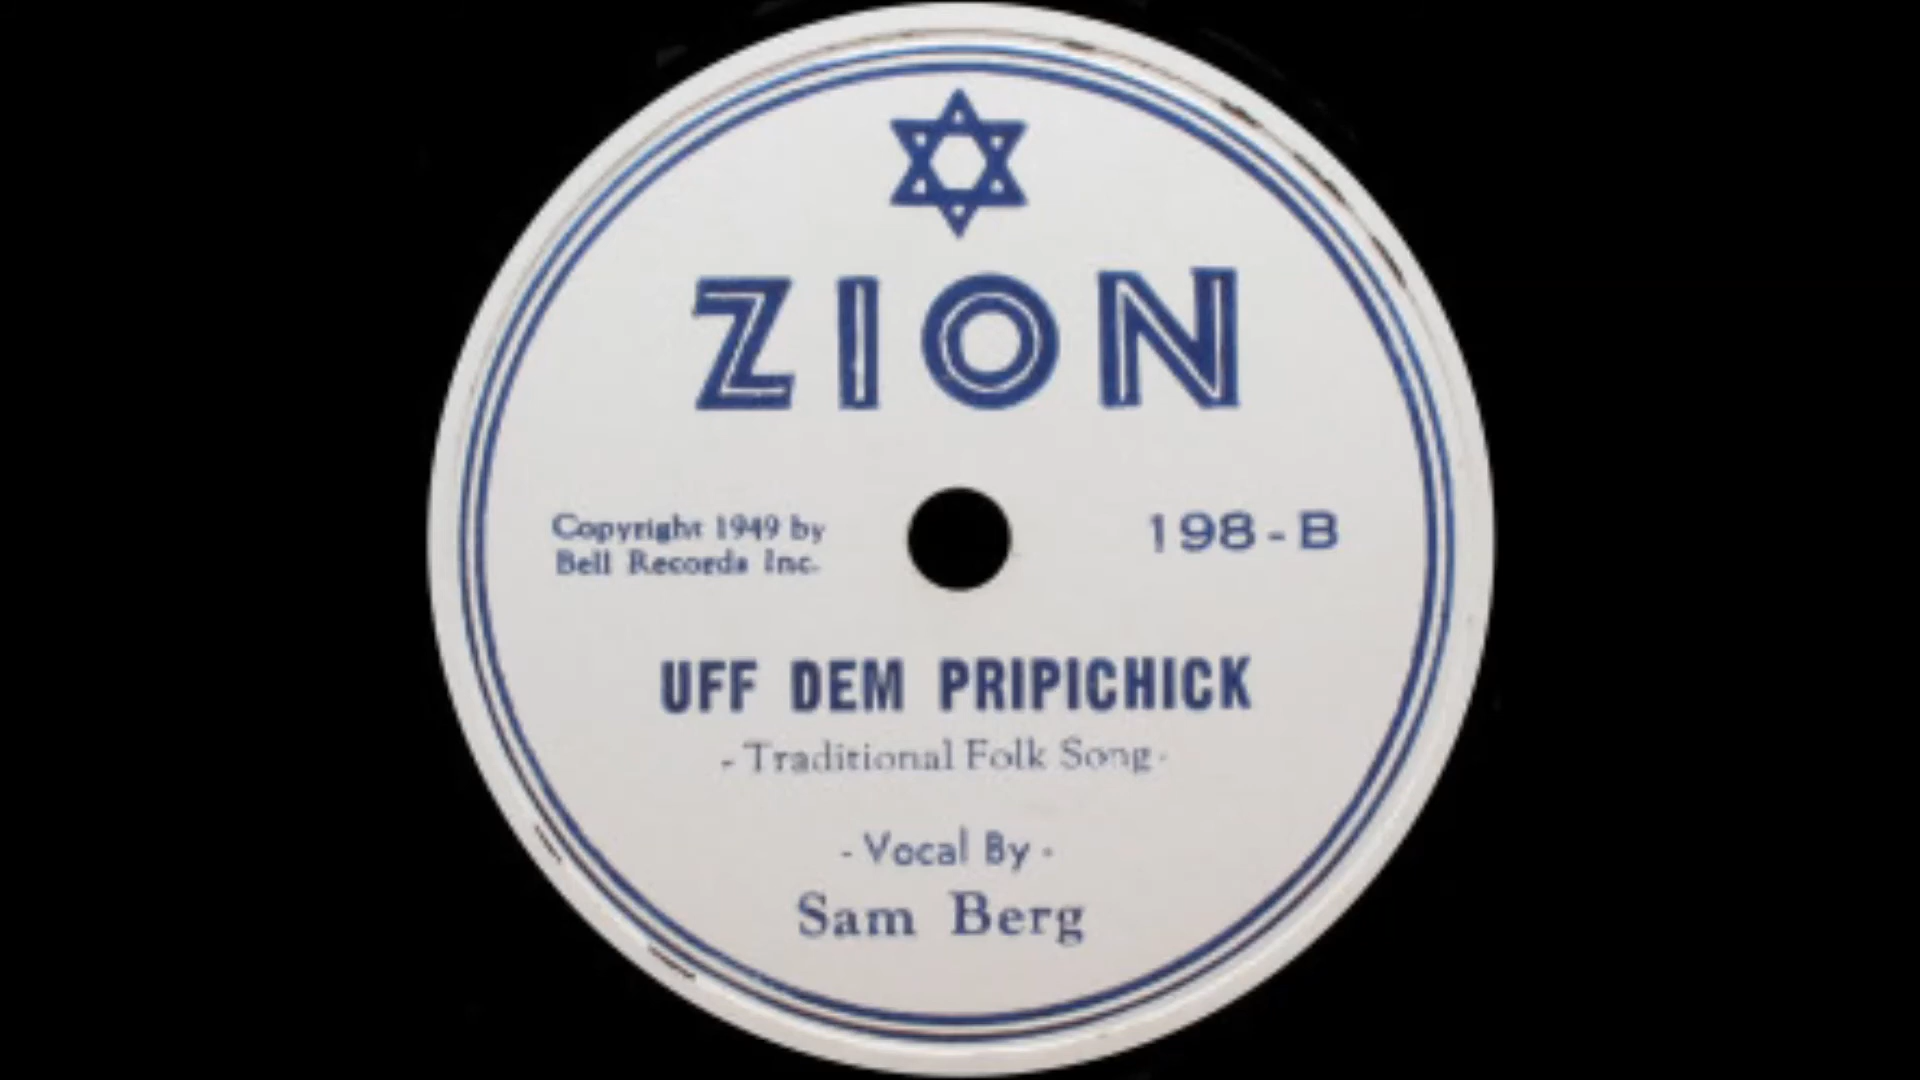 ZION
Copyright 1949 by
Bell Records Inc.
198-B
UFF DEM PRIPICHICK
-Traditional Folk Song-
-Vocal By-
Sam Berg